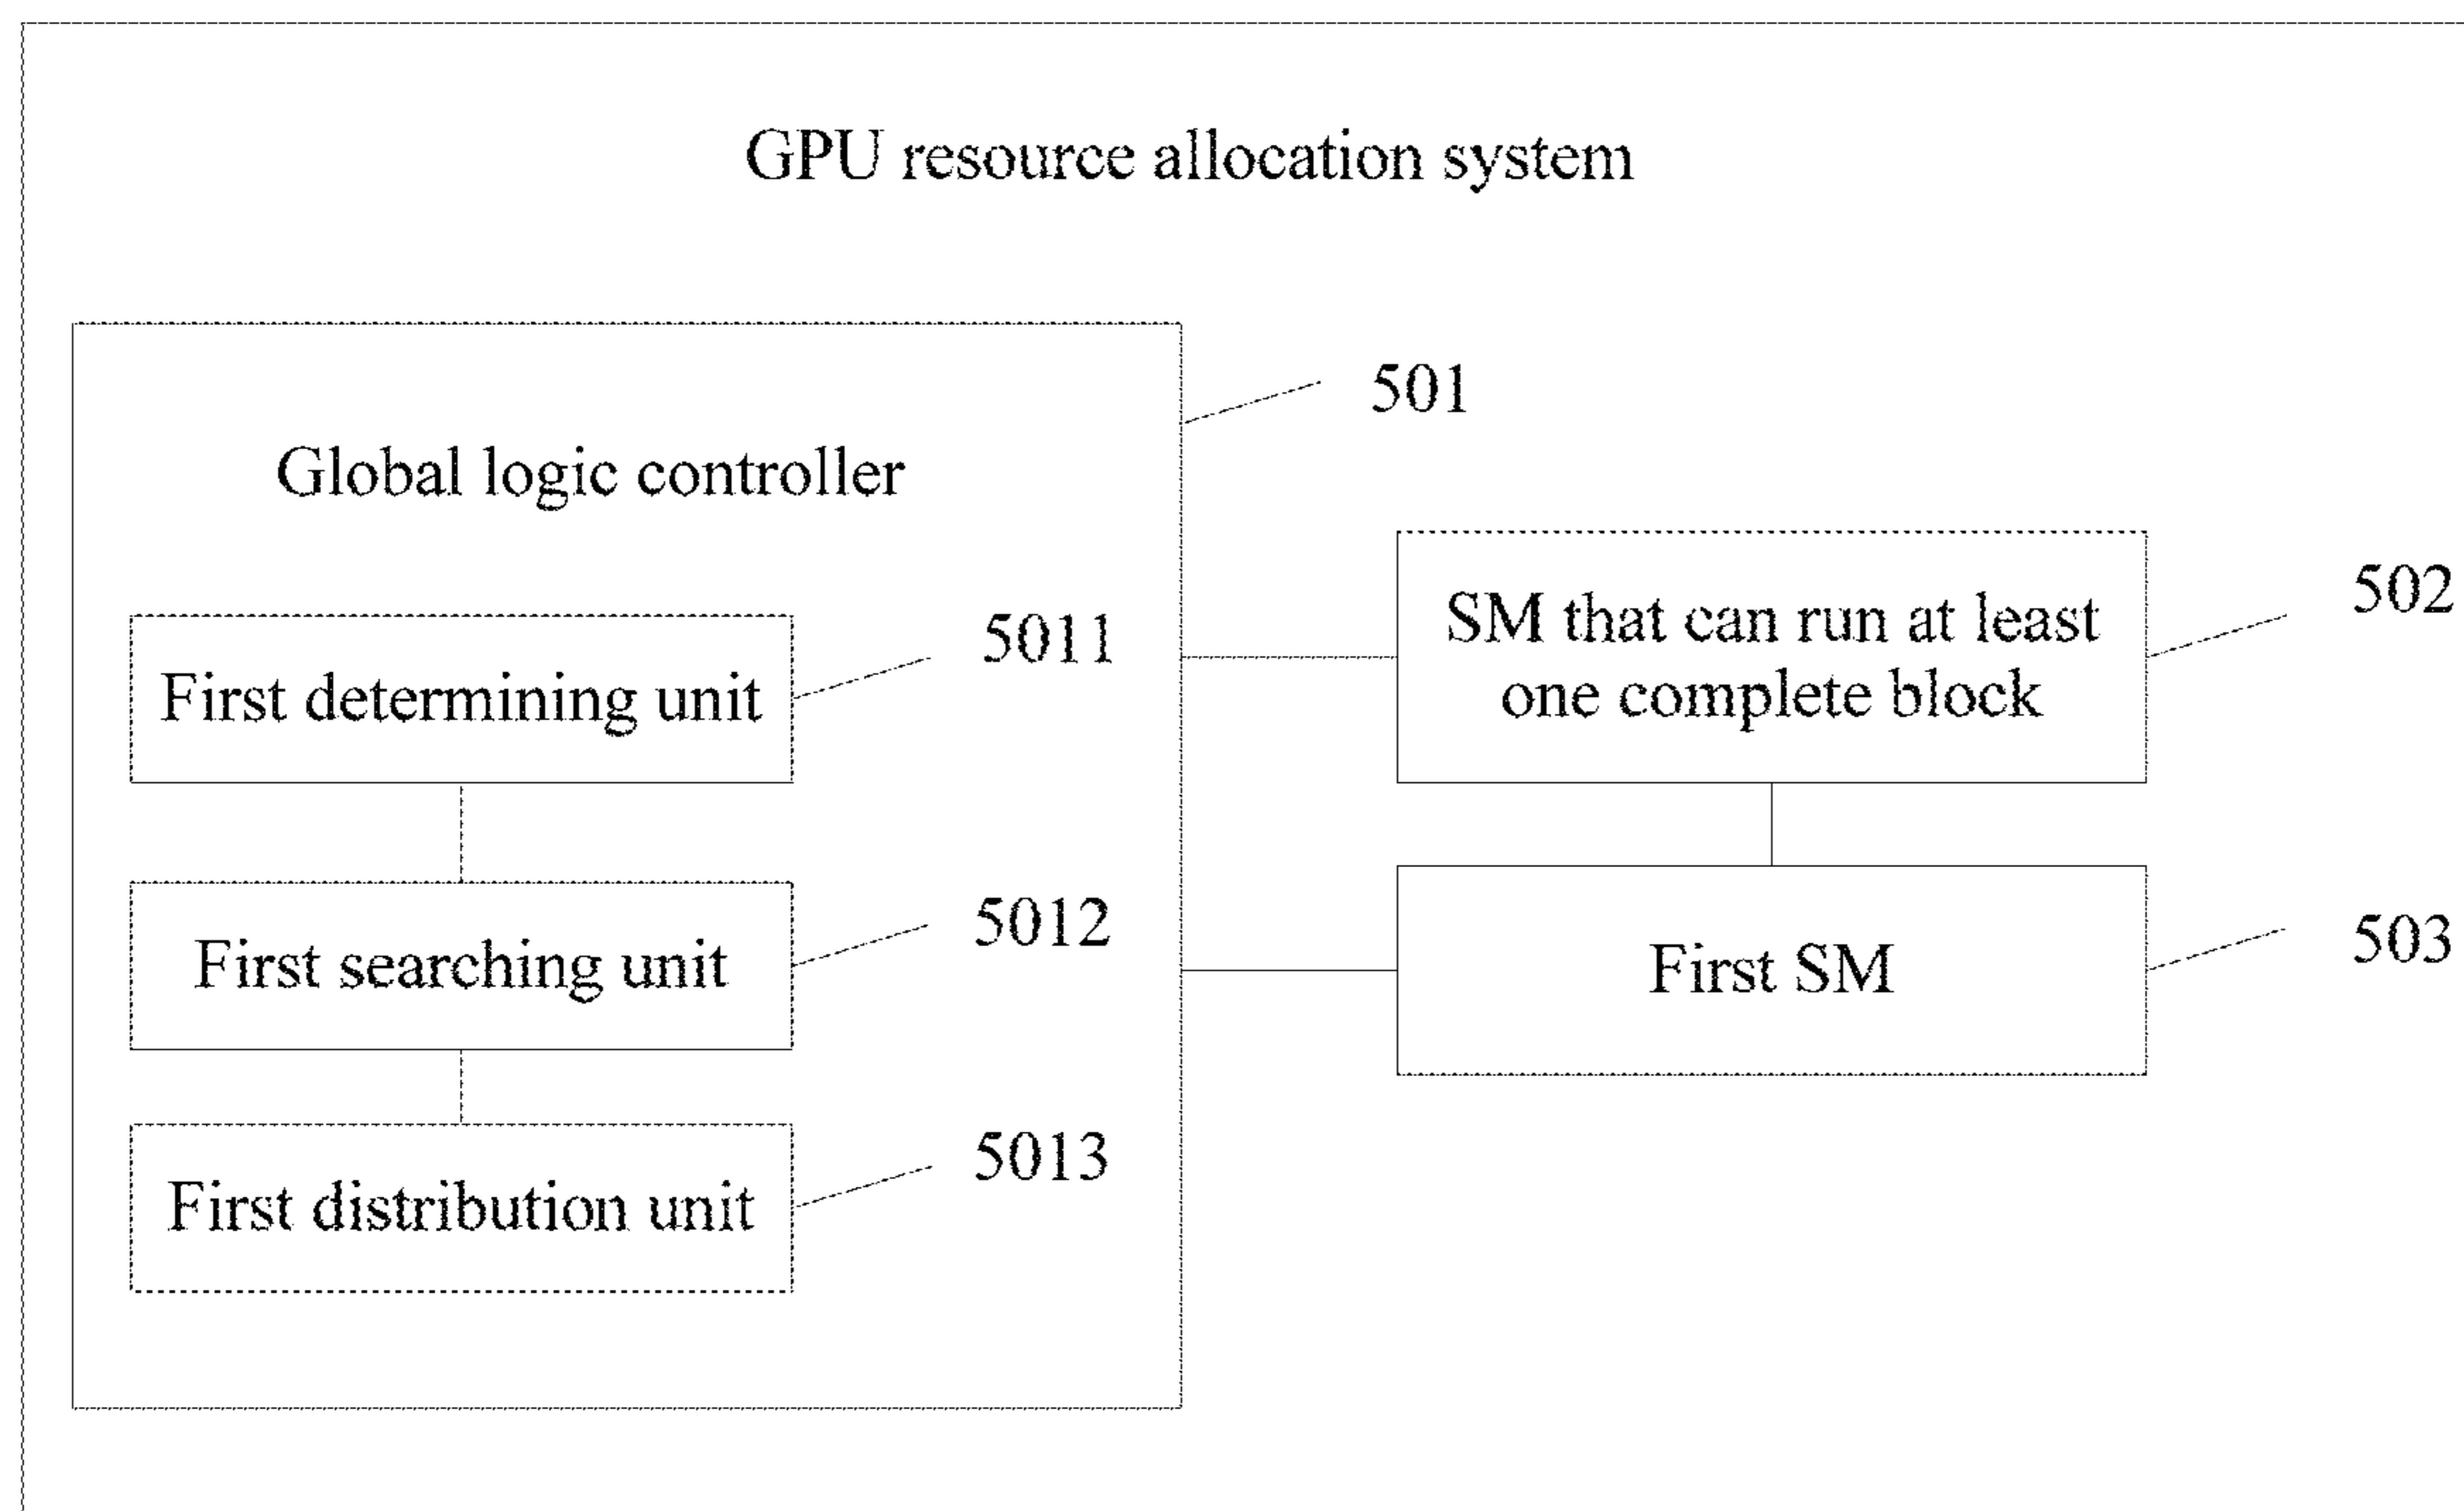 GPU resource allocation system
501
Global logic controller
502
SM that can run at least
one complete block
5011
First determining unit
5012
First searching unit
503
First SM
5013
First distribution unit